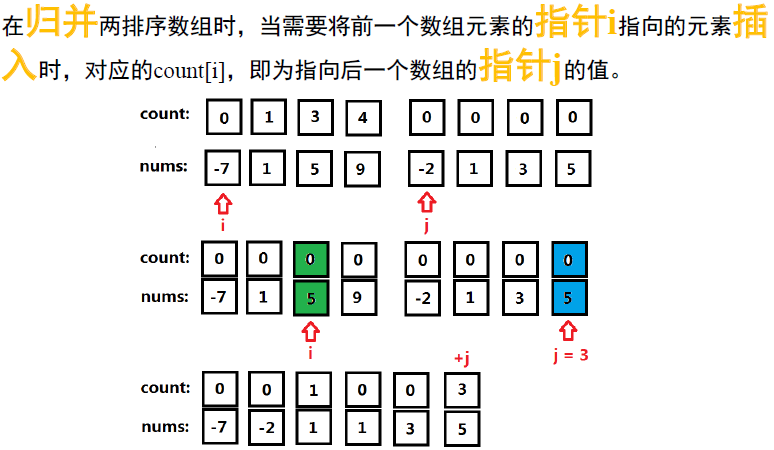 在归并两排序数组时，当需要将前一个数组元素的指针i指向的元素插
入时，对应的count[i]，即为指向后一个数组的指针j的值。
count: 0 1 3 4 0 0 0 0
nums: -7 1 5 9 -2 1 3 5
i j
count: 0 0 0 0 0 0 0 0
nums: -7 1 5 9 -2 1 3 5
i j = 3
+j
count: 0 0 1 0 0 3
nums: -7 -2 1 1 3 5